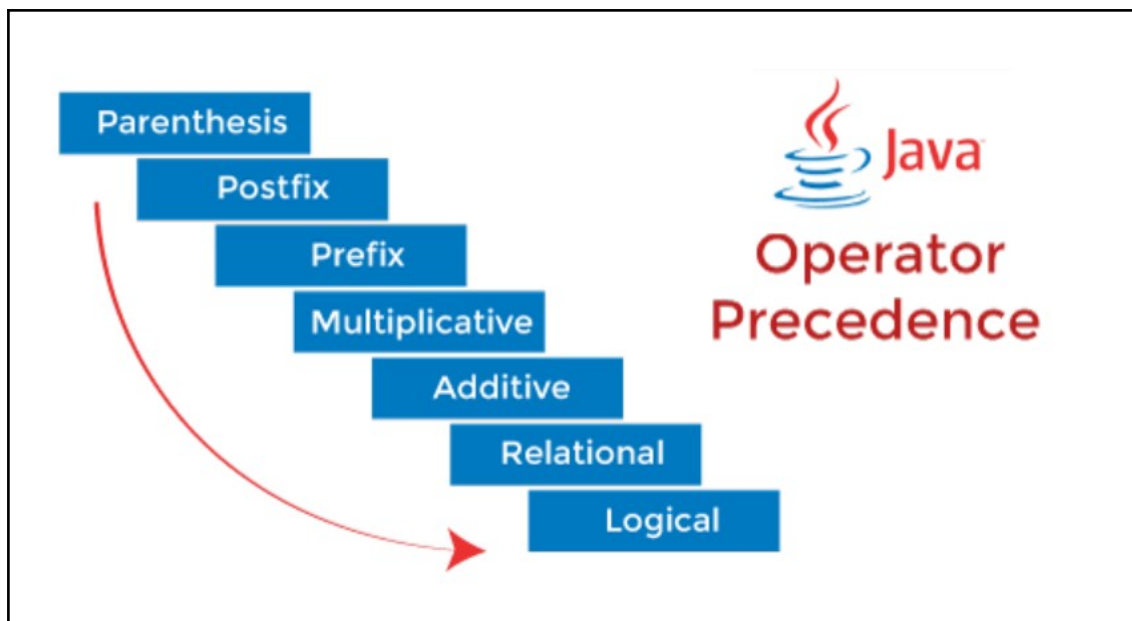 Parenthesis
Postfix
Prefix
Multiplicative
Additive
Relational
Logical
Java
Operator
Precedence